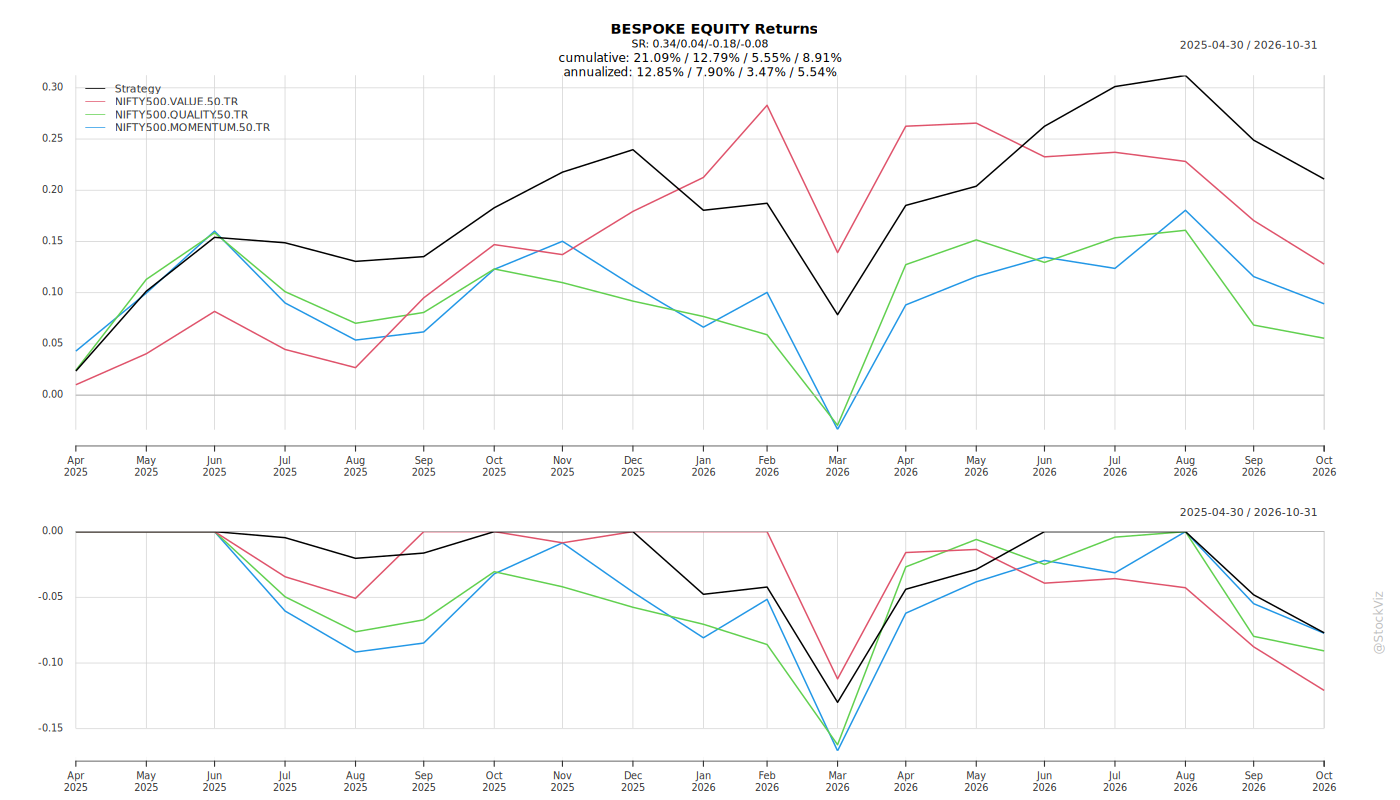 BESPOKE EQUITY Returns
SR: 0.34/0.04/-0.18/-0.08
cumulative: 21.09% / 12.79% / 5.55% / 8.91%
annualized: 12.85% / 7.90% / 3.47% / 5.54%
2025-04-30 / 2026-10-31
Strategy
NIFTY500.VALUE.50.TR
NIFTY500.QUALITY.50.TR
NIFTY500.MOMENTUM.50.TR
0.30
0.25
0.20
0.15
0.10
0.05
0.00
Apr May Jun Jul Aug Sep Oct Nov Dec Jan Feb Mar Apr May Jun Jul Aug Sep Oct
2025 2025 2025 2025 2025 2025 2025 2025 2025 2026 2026 2026 2026 2026 2026 2026 2026 2026 2026
2025-04-30 / 2026-10-31
0.00
-0.05
-0.10
-0.15
Apr May Jun Jul Aug Sep Oct Nov Dec Jan Feb Mar Apr May Jun Jul Aug Sep Oct
2025 2025 2025 2025 2025 2025 2025 2025 2025 2026 2026 2026 2026 2026 2026 2026 2026 2026 2026
@StockViz